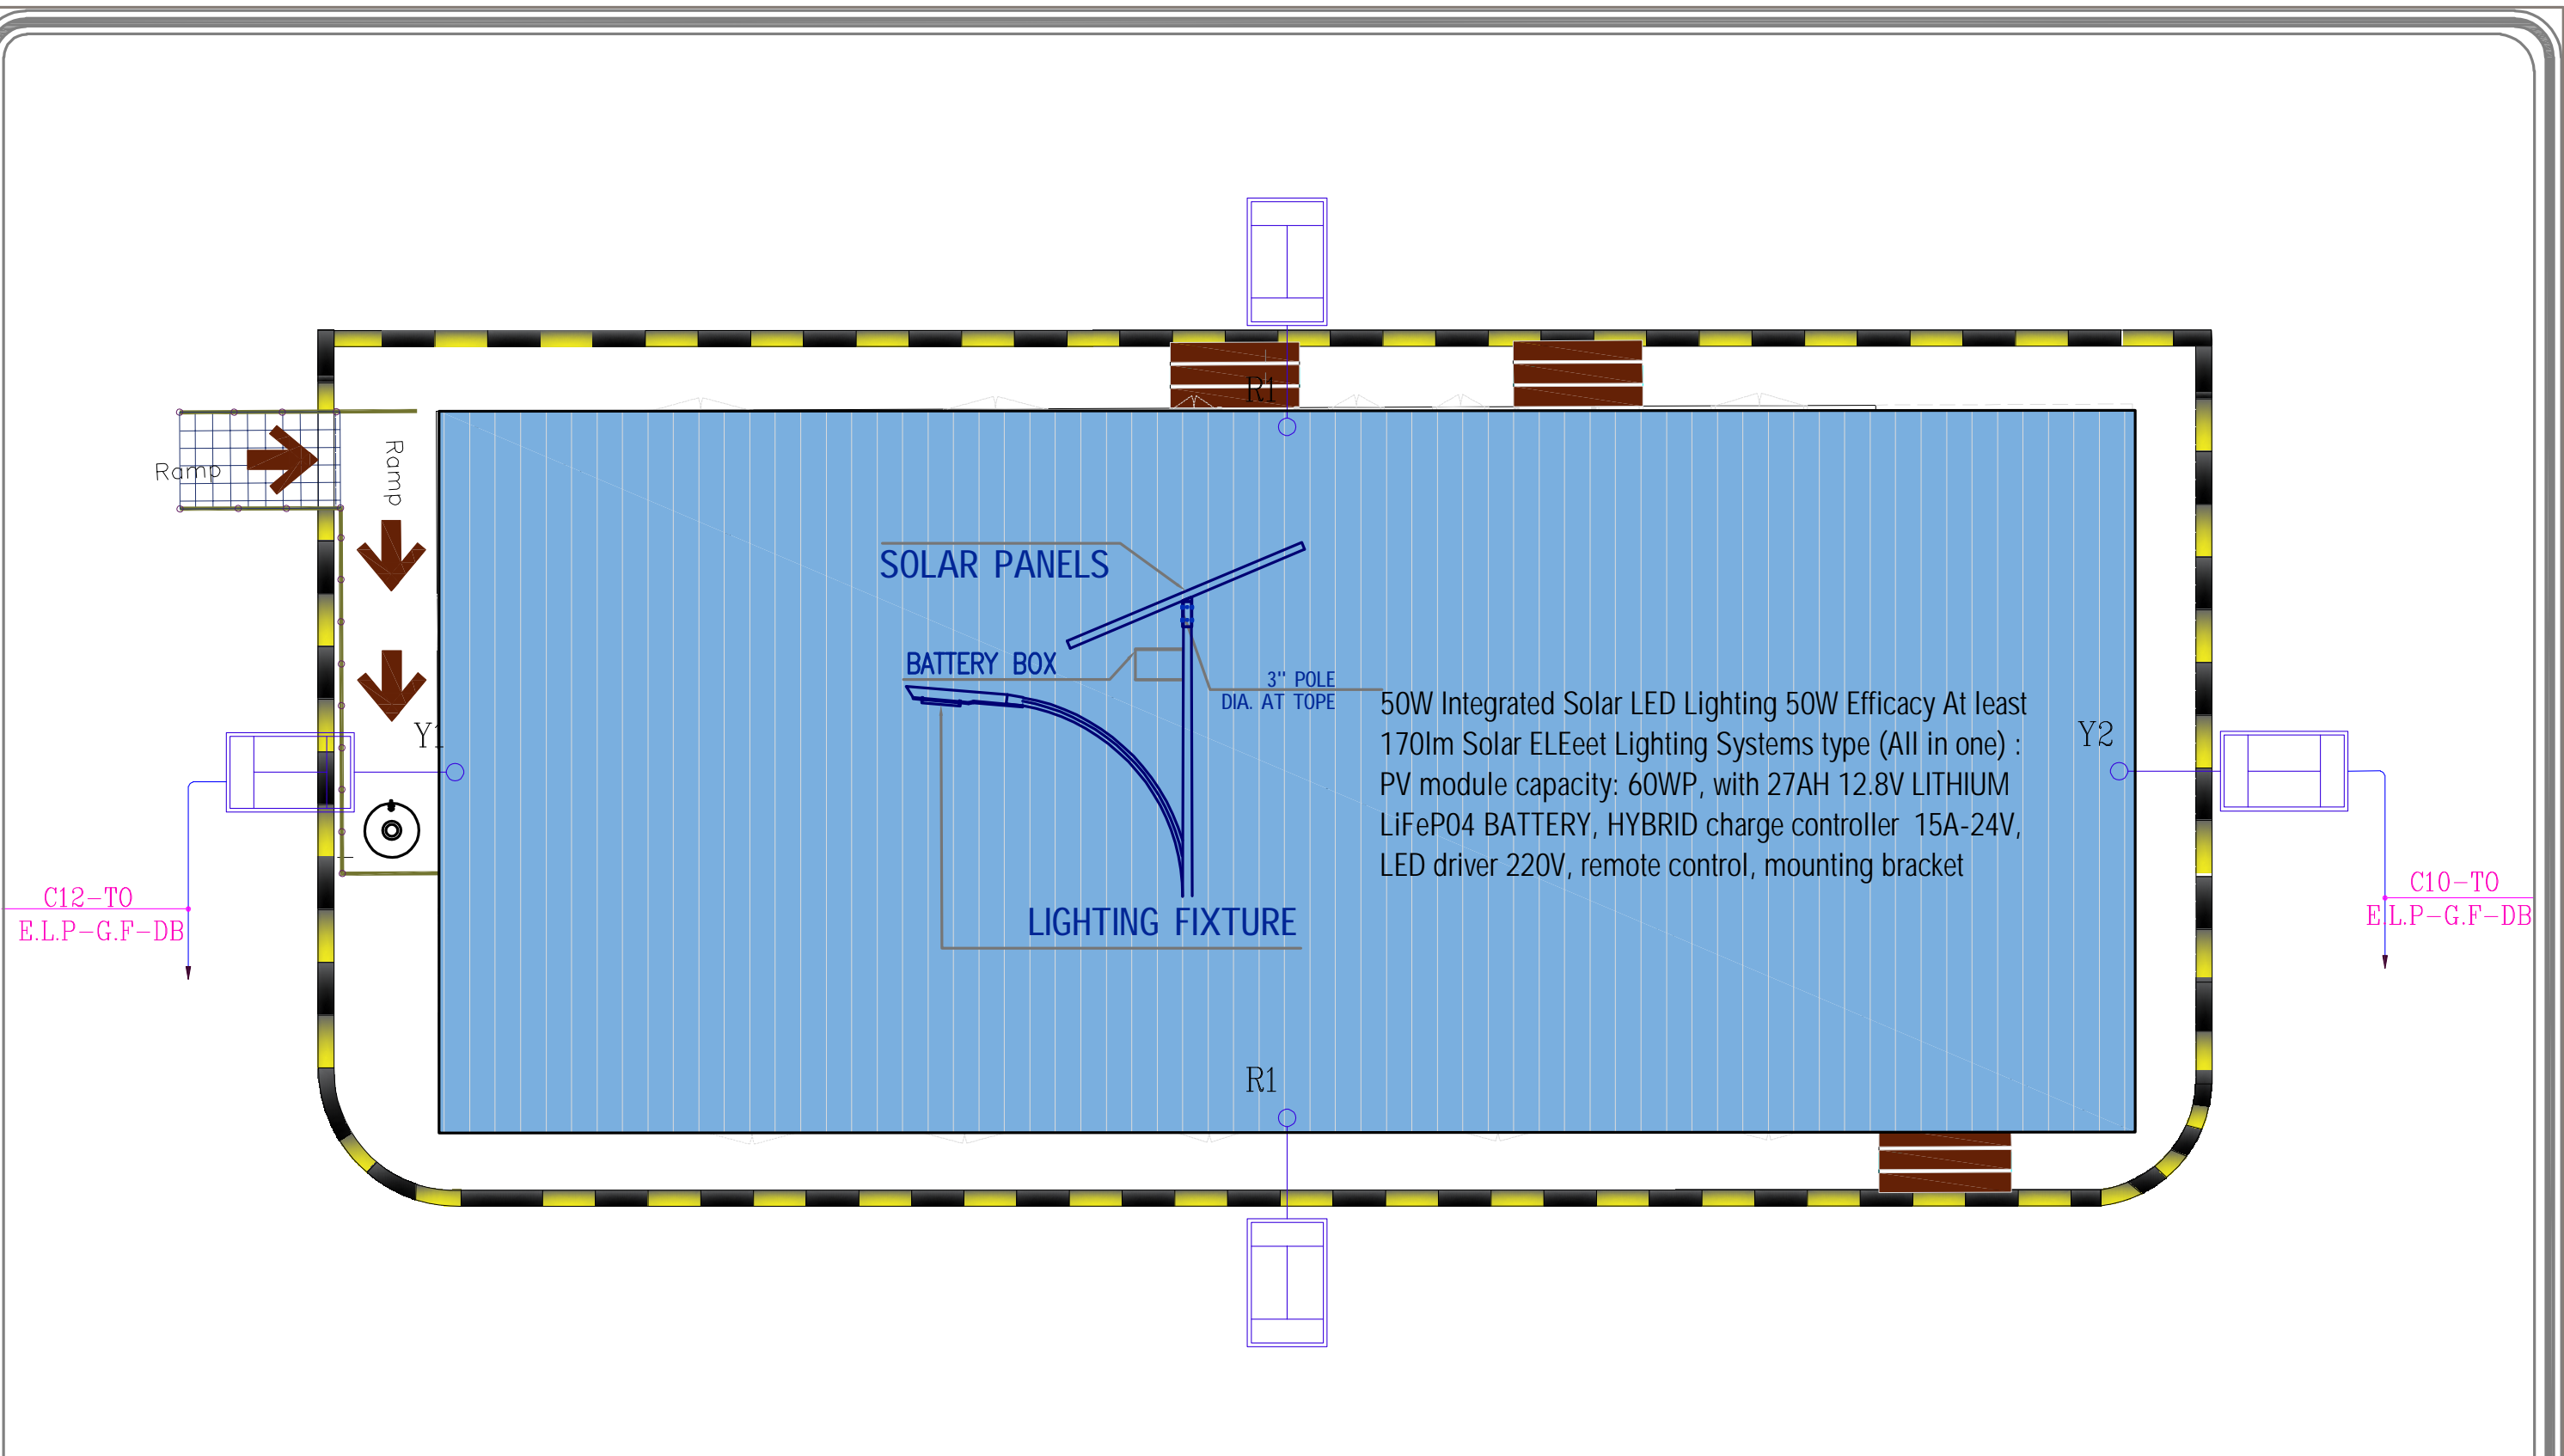 R1
Ramp
Ramp
SOLAR PANELS
BATTERY BOX
3'' POLE
DIA. AT TOPE
50W Integrated Solar LED Lighting 50W Efficacy At least
170lm Solar ELEeet Lighting Systems type (All in one) :
PV module capacity: 60WP, with 27AH 12.8V LITHIUM
LiFeP04 BATTERY, HYBRID charge controller 15A-24V,
LED driver 220V, remote control, mounting bracket
Y1
Y2
C12-TO
E.L.P-G.F-DB
C10-TO
E.L.P-G.F-DB
LIGHTING FIXTURE
R1